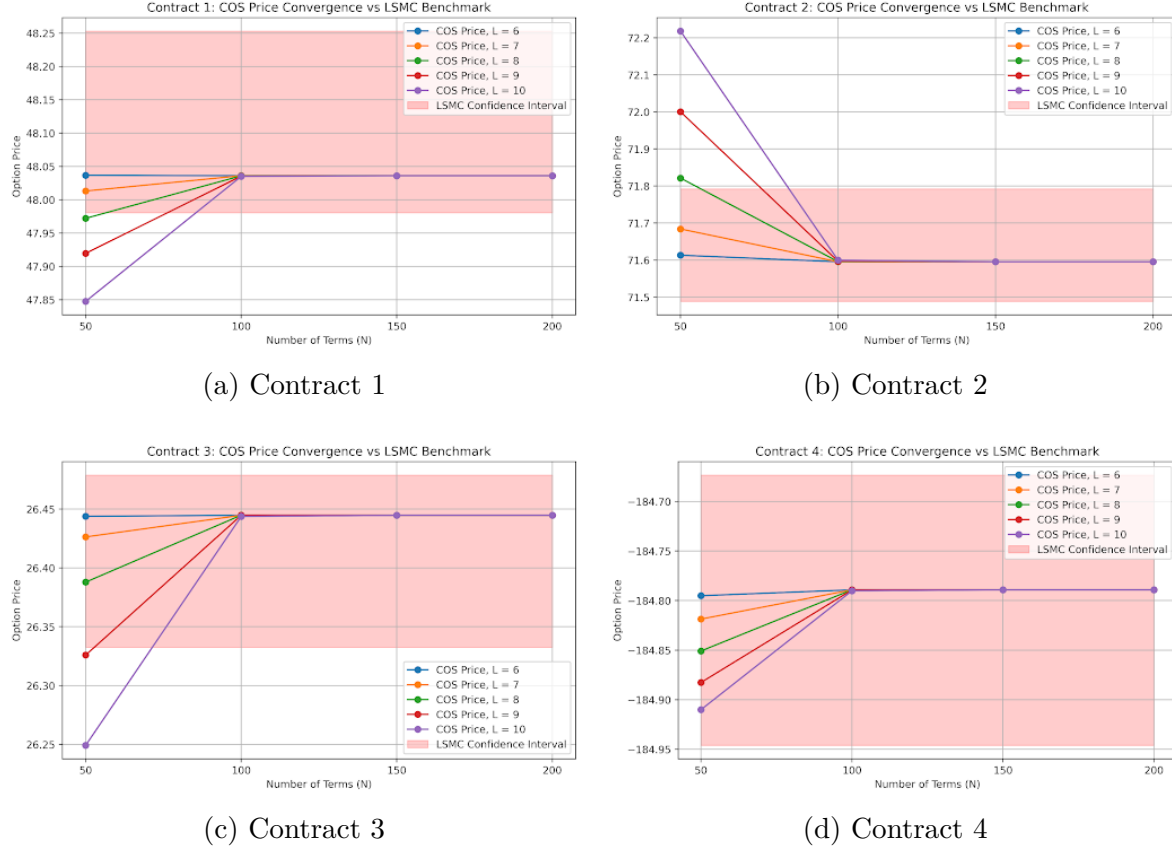 Contract 1: COS Price Convergence vs LSMC Benchmark
48.25
48.20
48.15
48.10
48.05
48.00
47.95
47.90
47.85
Option Price
COS Price, L = 6
COS Price, L = 7
COS Price, L = 8
COS Price, L = 9
COS Price, L = 10
LSMC Confidence Interval
50 100 150 200
Number of Terms (N)
(a) Contract 1
Contract 2: COS Price Convergence vs LSMC Benchmark
72.2
72.1
72.0
71.9
71.8
71.7
71.6
71.5
Option Price
COS Price, L = 6
COS Price, L = 7
COS Price, L = 8
COS Price, L = 9
COS Price, L = 10
LSMC Confidence Interval
50 100 150 200
Number of Terms (N)
(b) Contract 2
Contract 3: COS Price Convergence vs LSMC Benchmark
26.45
26.40
26.35
26.30
26.25
Option Price
COS Price, L = 6
COS Price, L = 7
COS Price, L = 8
COS Price, L = 9
COS Price, L = 10
LSMC Confidence Interval
50 100 150 200
Number of Terms (N)
(c) Contract 3
Contract 4: COS Price Convergence vs LSMC Benchmark
−184.70
−184.75
−184.80
−184.85
−184.90
−184.95
Option Price
COS Price, L = 6
COS Price, L = 7
COS Price, L = 8
COS Price, L = 9
COS Price, L = 10
LSMC Confidence Interval
50 100 150 200
Number of Terms (N)
(d) Contract 4